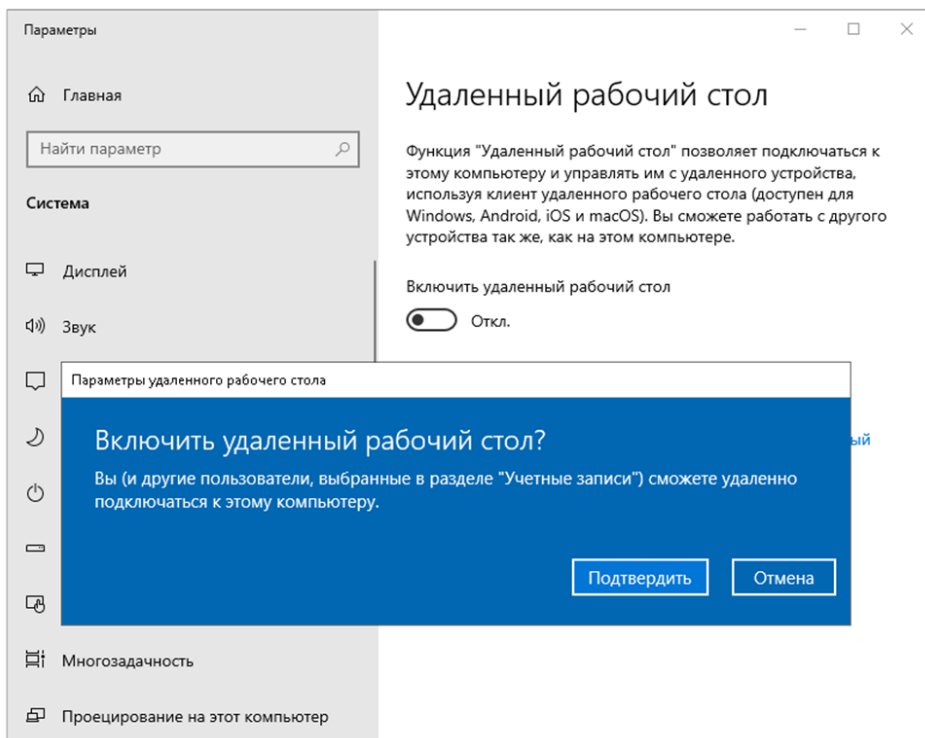 Параметры
Главная
Найти параметр
Система
Дисплей
Звук
Многозадачность
Проецирование на этот компьютер
Удаленный рабочий стол
Функция "Удаленный рабочий стол" позволяет подключаться к
этому компьютеру и управлять им с удаленного устройства,
используя клиент удаленного рабочего стола (доступен для
Windows, Android, iOS и macOS). Вы сможете работать с другого
устройства так же, как на этом компьютере.
Включить удаленный рабочий стол
Откл.
Параметры удаленного рабочего стола
Включить удаленный рабочий стол?
Вы (и другие пользователи, выбранные в разделе "Учетные записи") сможете удаленно
подключаться к этому компьютеру.
Подтвердить
Отмена